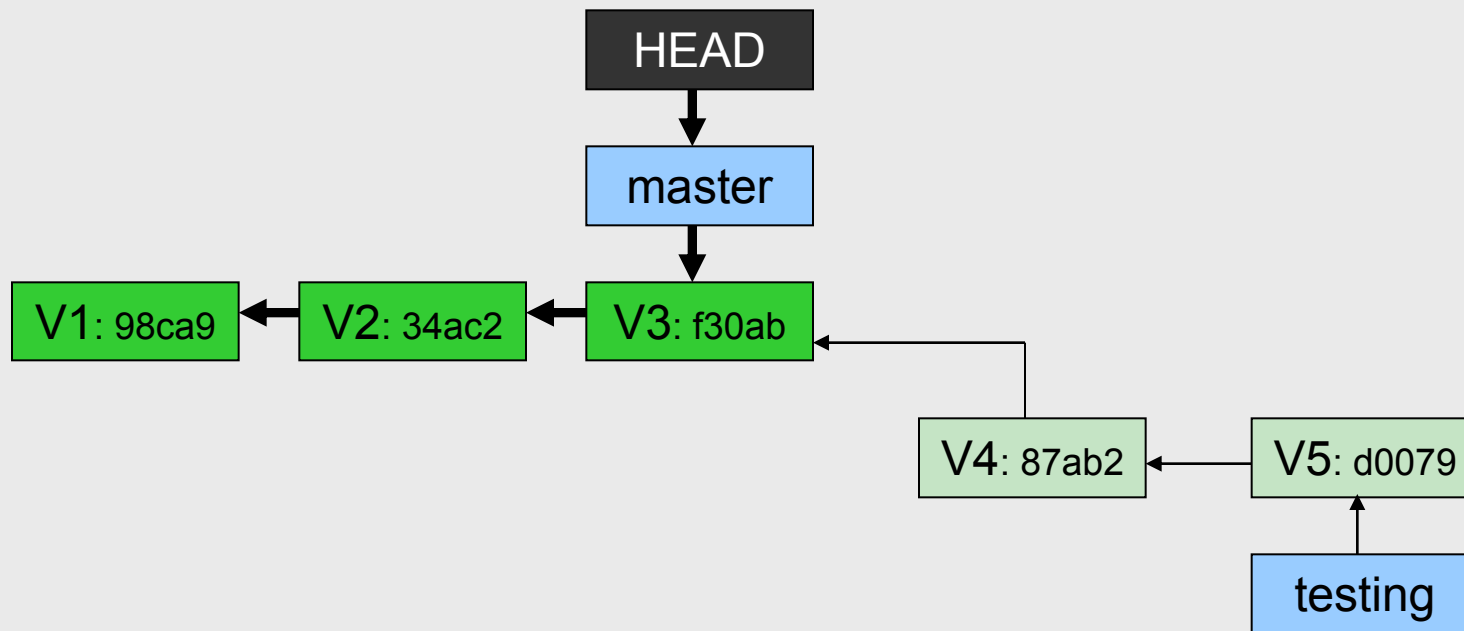 HEAD
master
V1: 98ca9
V2: 34ac2
V3: f30ab
V4: 87ab2
V5: d0079
testing